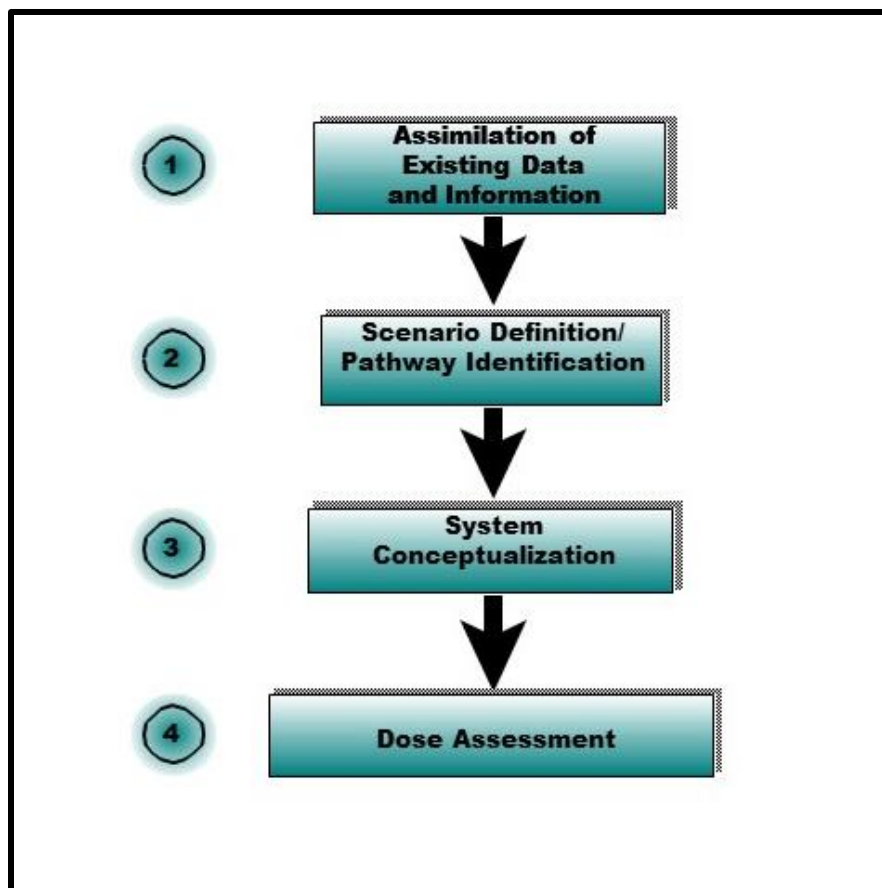 1
Assimilation of
Existing Data
and Information
2
Scenario Definition/
Pathway Identification
3
System
Conceptualization
4
Dose Assessment